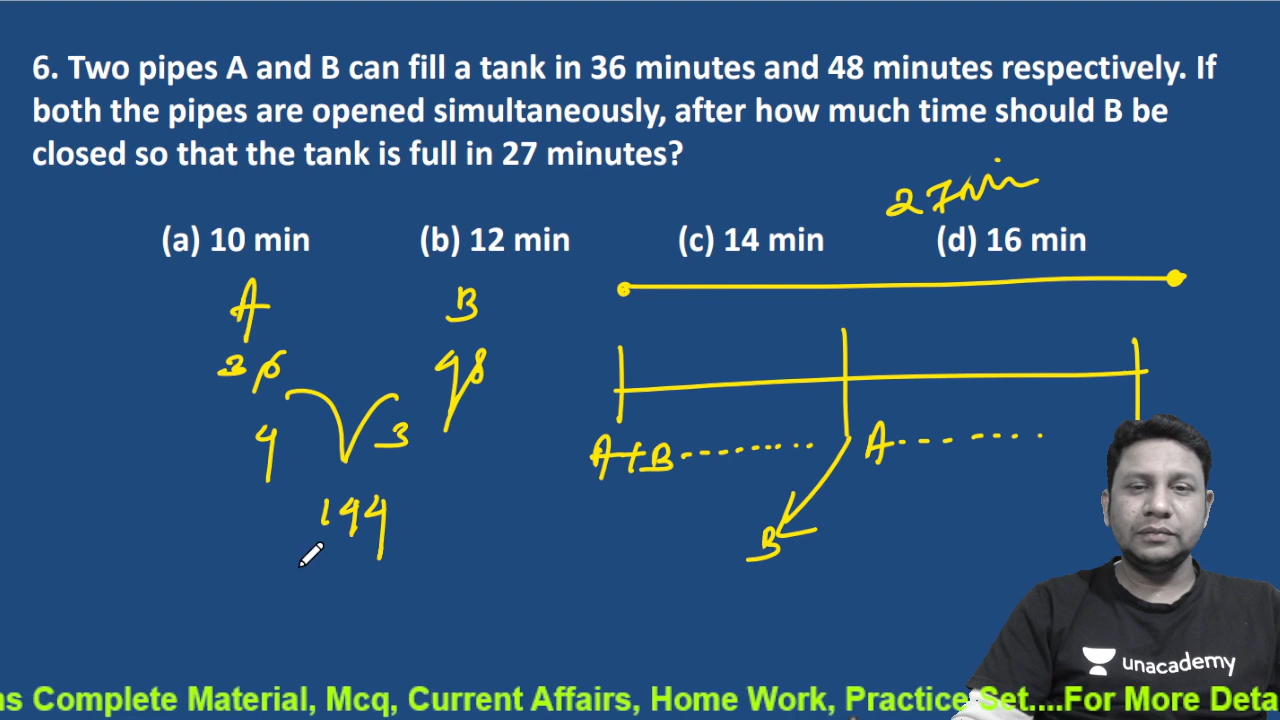 6. Two pipes A and B can fill a tank in 36 minutes and 48 minutes respectively. If
both the pipes are opened simultaneously, after how much time should B be
closed so that the tank is full in 27 minutes?
27min
(a) 10 min (b) 12 min (c) 14 min (d) 16 min
A B
36 48
4 3
A+B A
144
B
unacademy
ns Complete Material, Mcq, Current Affairs, Home Work, Practice Set....For More Deta